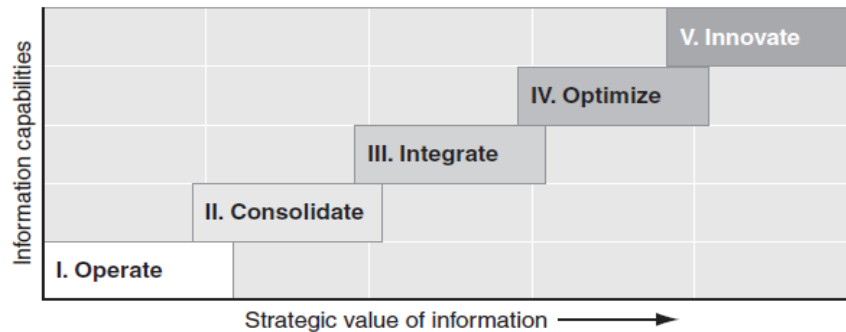 Information capabilities
V. Innovate
IV. Optimize
III. Integrate
II. Consolidate
I. Operate
Strategic value of information